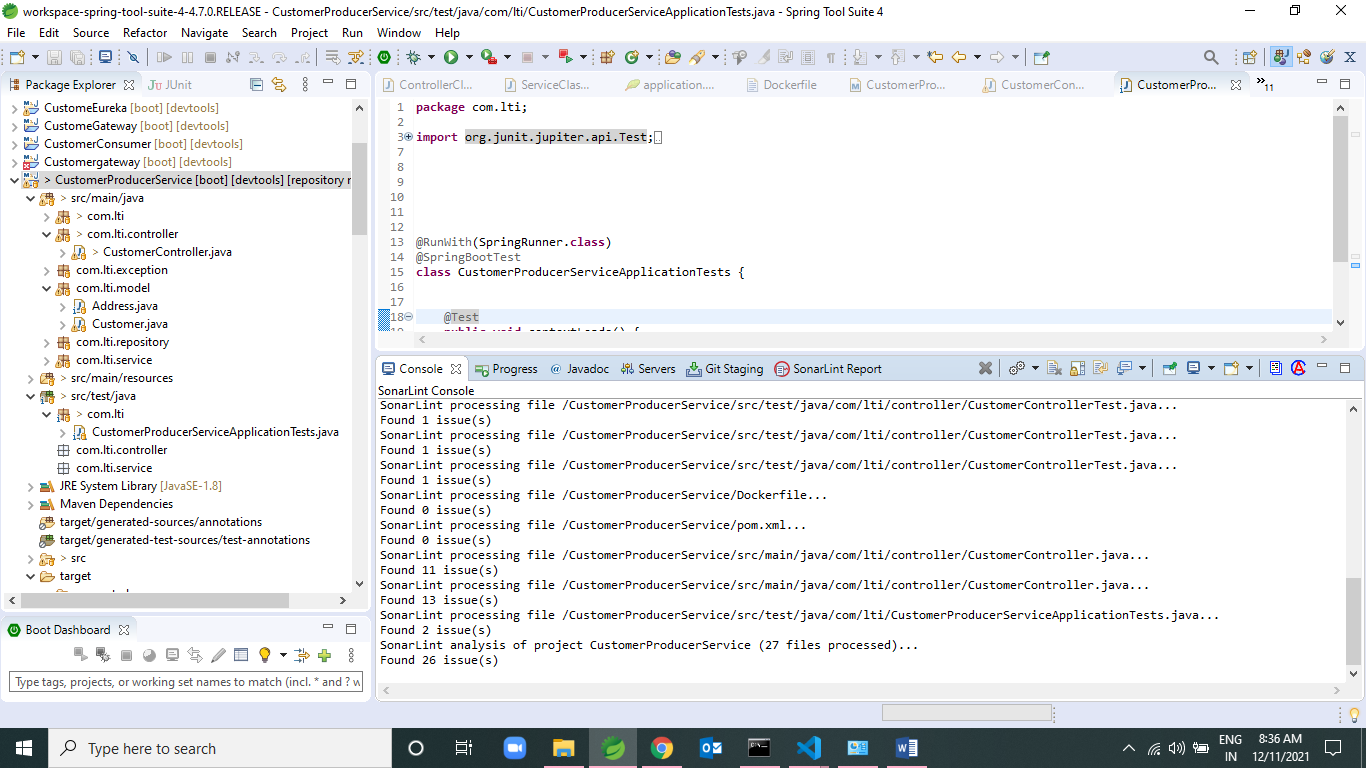 workspace-spring-tool-suite-4-4.7.0.RELEASE - CustomerProducerService/src/test/java/com/lti/CustomerProducerServiceApplicationTests.java - Spring Tool Suite 4
File Edit Source Refactor Navigate Search Project Run Window Help
Package Explorer
JUnit
CustomeEureka [boot] [devtools]
CustomeGateway [boot] [devtools]
CustomerConsumer [boot] [devtools]
Customergateway [boot] [devtools]
> CustomerProducerService [boot] [devtools] [repository r
> src/main/java
> com.lti
> com.lti.controller
> CustomerController.java
com.lti.exception
com.lti.model
Address.java
Customer.java
com.lti.repository
com.lti.service
> src/main/resources
> src/test/java
> com.lti
CustomerProducerServiceApplicationTests.java
com.lti.controller
com.lti.service
JRE System Library [JavaSE-1.8]
Maven Dependencies
target/generated-sources/annotations
target/generated-test-sources/test-annotations
> src
target
Boot Dashboard
Type tags, projects, or working set names to match (incl. * and ? w
ControllerCl...
ServiceClas...
application....
Dockerfile
CustomerPro...
CustomerCon...
CustomerPro...
11
1 package com.lti;
2
3 import org.junit.jupiter.api.Test;
7
8
9
10
11
12
13 @RunWith(SpringRunner.class)
14 @SpringBootTest
15 class CustomerProducerServiceApplicationTests {
16
17
18 @Test
19 public void contextLoads() {
Console
Progress
Javadoc
Servers
Git Staging
SonarLint Report
SonarLint Console
SonarLint processing file /CustomerProducerService/src/test/java/com/lti/controller/CustomerControllerTest.java...
Found 1 issue(s)
SonarLint processing file /CustomerProducerService/src/test/java/com/lti/controller/CustomerControllerTest.java...
Found 1 issue(s)
SonarLint processing file /CustomerProducerService/src/test/java/com/lti/controller/CustomerControllerTest.java...
Found 1 issue(s)
SonarLint processing file /CustomerProducerService/Dockerfile...
Found 0 issue(s)
SonarLint processing file /CustomerProducerService/pom.xml...
Found 0 issue(s)
SonarLint processing file /CustomerProducerService/src/main/java/com/lti/controller/CustomerController.java...
Found 11 issue(s)
SonarLint processing file /CustomerProducerService/src/main/java/com/lti/controller/CustomerController.java...
Found 13 issue(s)
SonarLint processing file /CustomerProducerService/src/test/java/com/lti/CustomerProducerServiceApplicationTests.java...
Found 2 issue(s)
SonarLint analysis of project CustomerProducerService (27 files processed)...
Found 26 issue(s)
Type here to search
ENG
IN
8:36 AM
12/11/2021